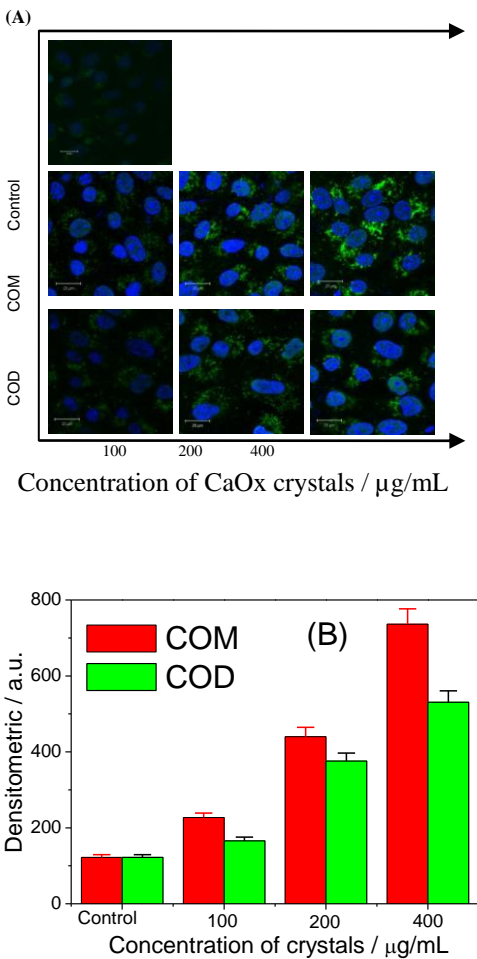 (A)
Control
COM
COD
100 200 400
Concentration of CaOx crystals / µg/mL
800
600
400
200
0
COM
COD
(B)
Densitometric / a.u.
Control 100 200 400
Concentration of crystals / µg/mL